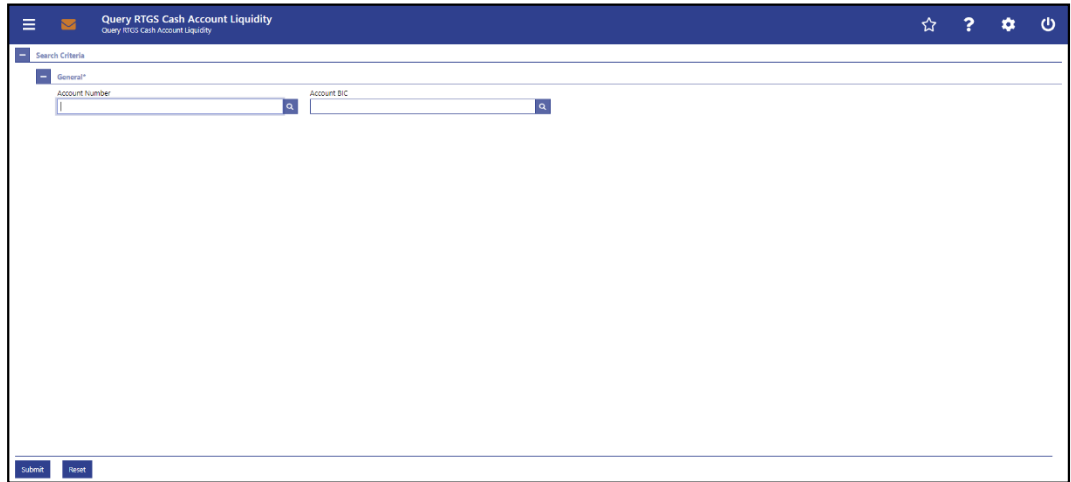 Query RTGS Cash Account Liquidity
Query RTGS Cash Account Liquidity
Search Criteria
General*
Account Number Account BIC
Submit Reset